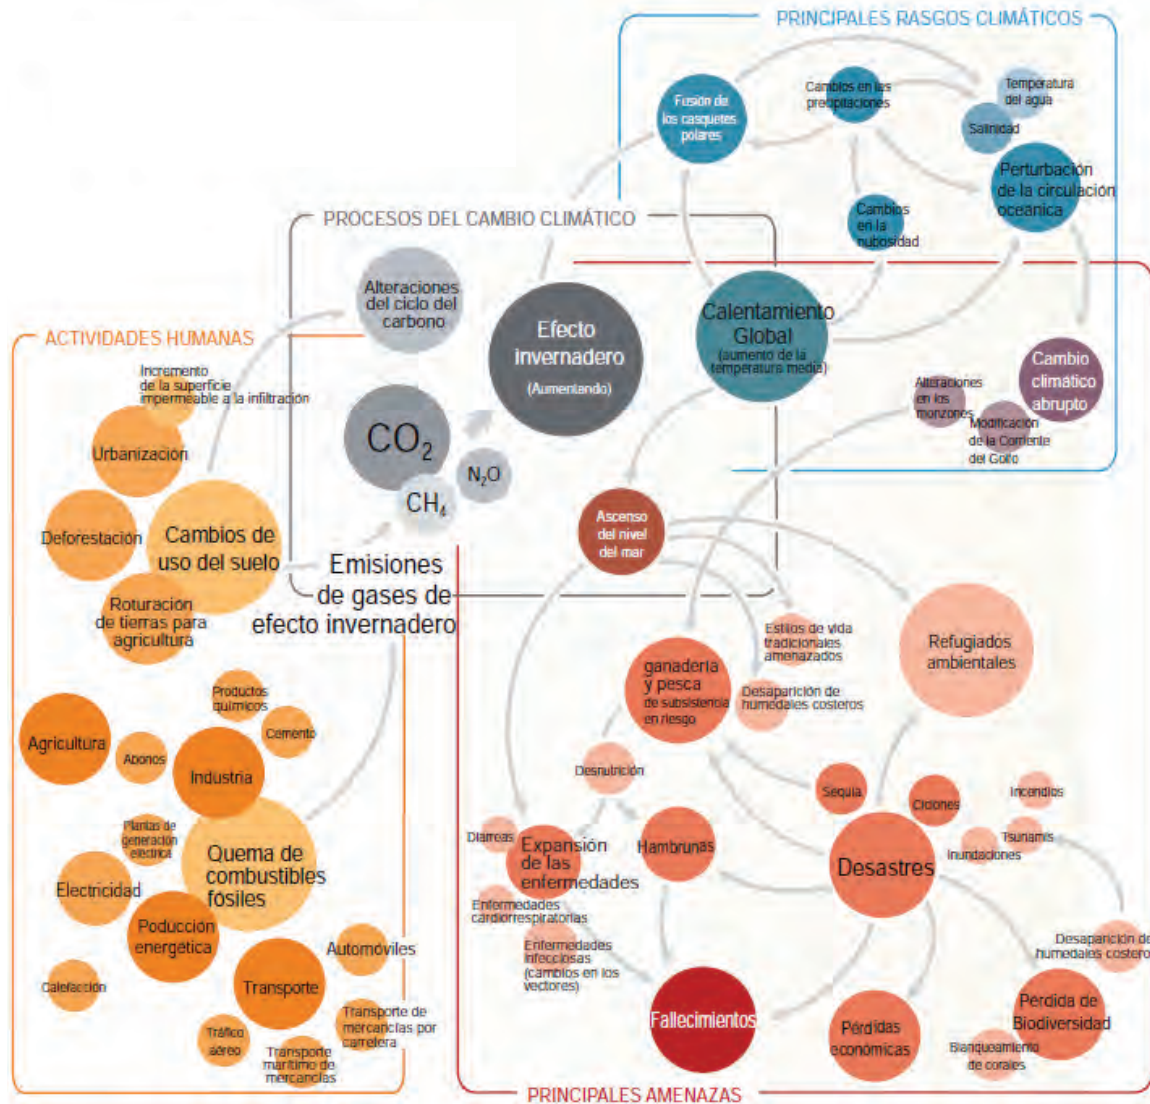 PRINCIPALES RASGOS CLIMÁTICOS
Fusión de
los casquetes
polares
Cambios en las
precipitaciones
Temperatura
del agua
Salinidad
Perturbación
de la circulación
oceánica
Cambios
en la
nubosidad
PROCESOS DEL CAMBIO CLIMÁTICO
Alteraciones
del ciclo del
carbono
Efecto
invernadero
(Aumentando)
Calentamiento
Global
(aumento de la
temperatura media)
Cambio
climático
abrupto
Alteraciones
en los
monzones
Modificación
de la Corriente
del Golfo
CO₂
N₂O
CH₄
Emisiones
de gases de
efecto invernadero
ACTIVIDADES HUMANAS
Incremento
de la superficie
impermeable a la infiltración
Urbanización
Deforestación
Cambios de
uso del suelo
Roturación
de tierras para
agricultura
Productos
químicos
Cemento
Agricultura
Abonos
Industria
Plantas de
generación
eléctrica
Quema de
combustibles
fósiles
Electricidad
Poducción
energética
Automóviles
Calefacción
Transporte
Transporte de
mercancías por
carretera
Tráfico
aéreo
Transporte
marítimo de
mercancías
Ascenso
del nivel
del mar
Estilos de vida
tradicionales
amenazados
Refugiados
ambientales
ganadería
y pesca
de subsistencia
en riesgo
Desaparición de
humedales costeros
Desnutrición
Sequía
Ciclones
Incendios
Diarreas
Expansión
de las
enfermedades
Hambrunas
Desastres
Tsunamis
Inundaciones
Enfermedades
cardiorrespiratorias
Enfermedades
infecciosas
(cambios en los
vectores)
Desaparición de
humedales costeros
Fallecimientos
Pérdidas
económicas
Pérdida de
Biodiversidad
Blanqueamiento
de corales
PRINCIPALES AMENAZAS